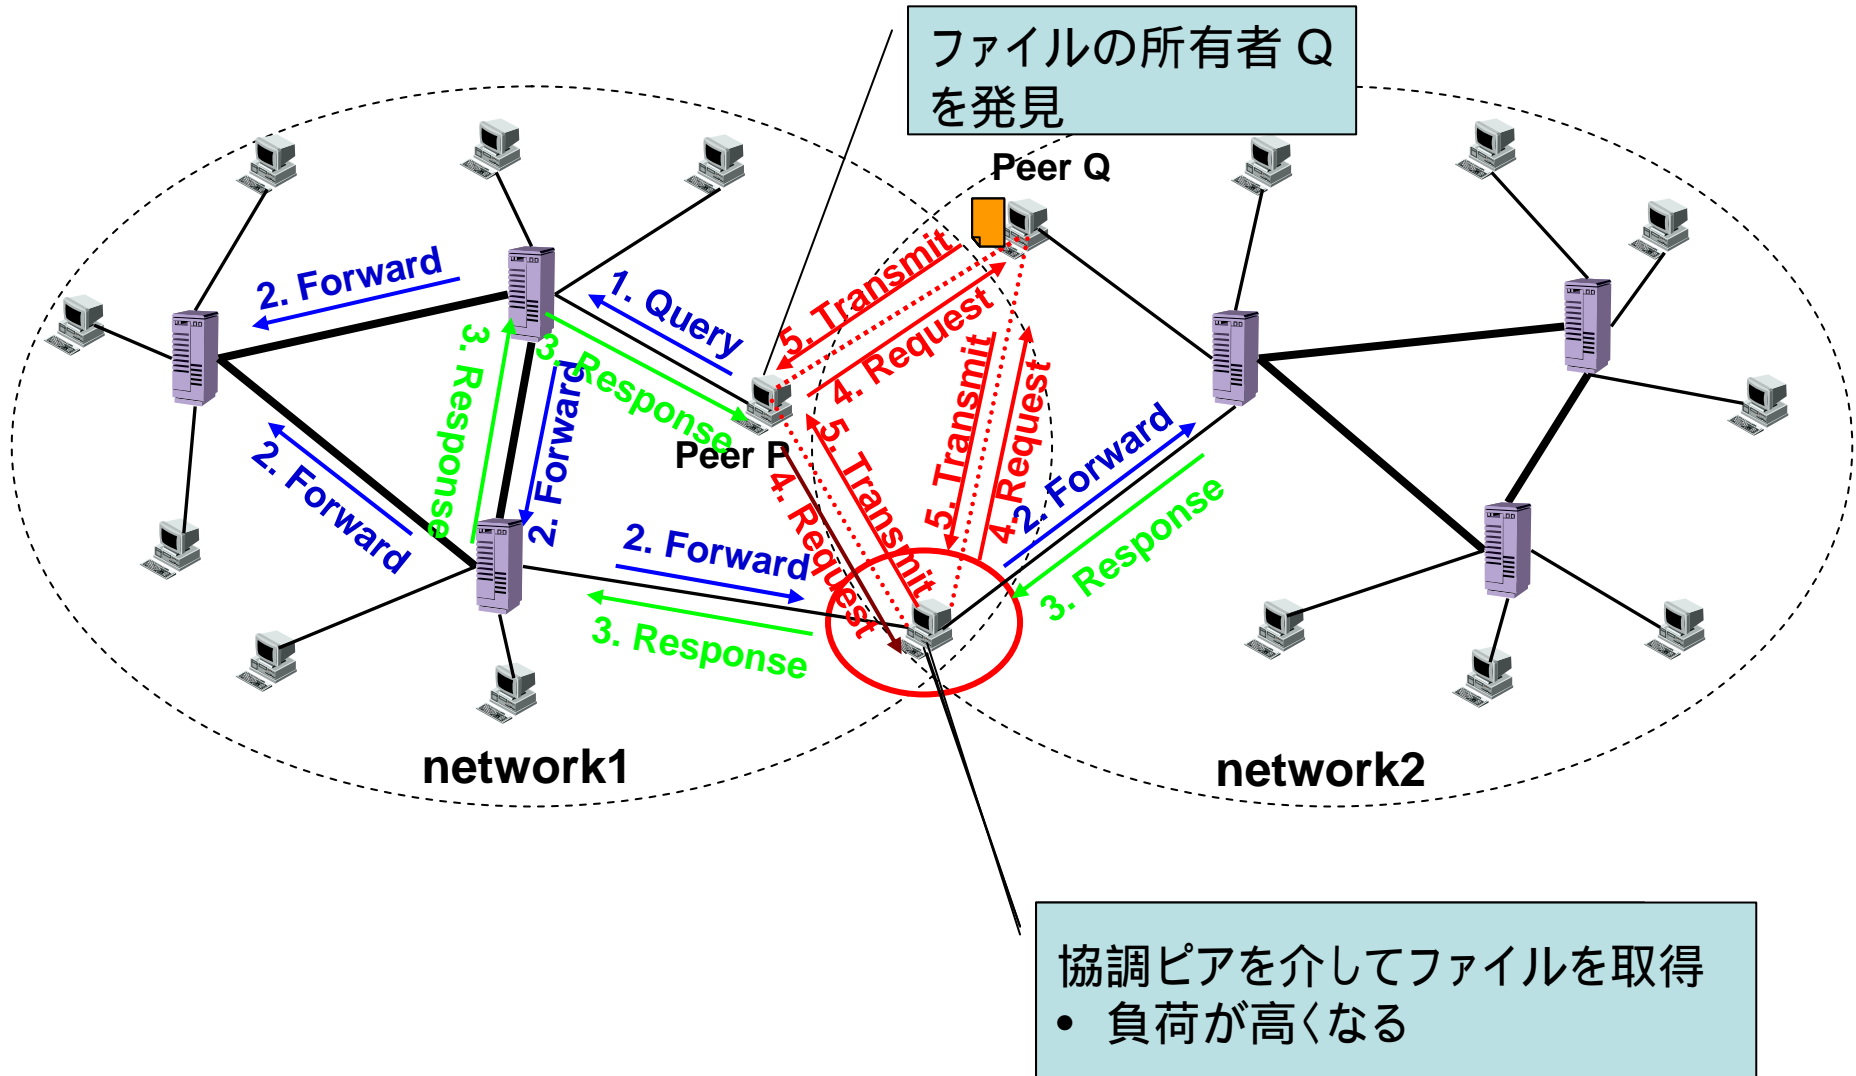 ファイルの所有者 Q
を発見
Peer Q
2. Forward
1. Query
5. Transmit
4. Request
3. Response
3. Response
2. Forward
5. Transmit
4. Request
2. Forward
Peer P
5. Transmit
4. Request
2. Forward
3. Response
2. Forward
3. Response
network1
network2
協調ピアを介してファイルを取得
• 負荷が高くなる